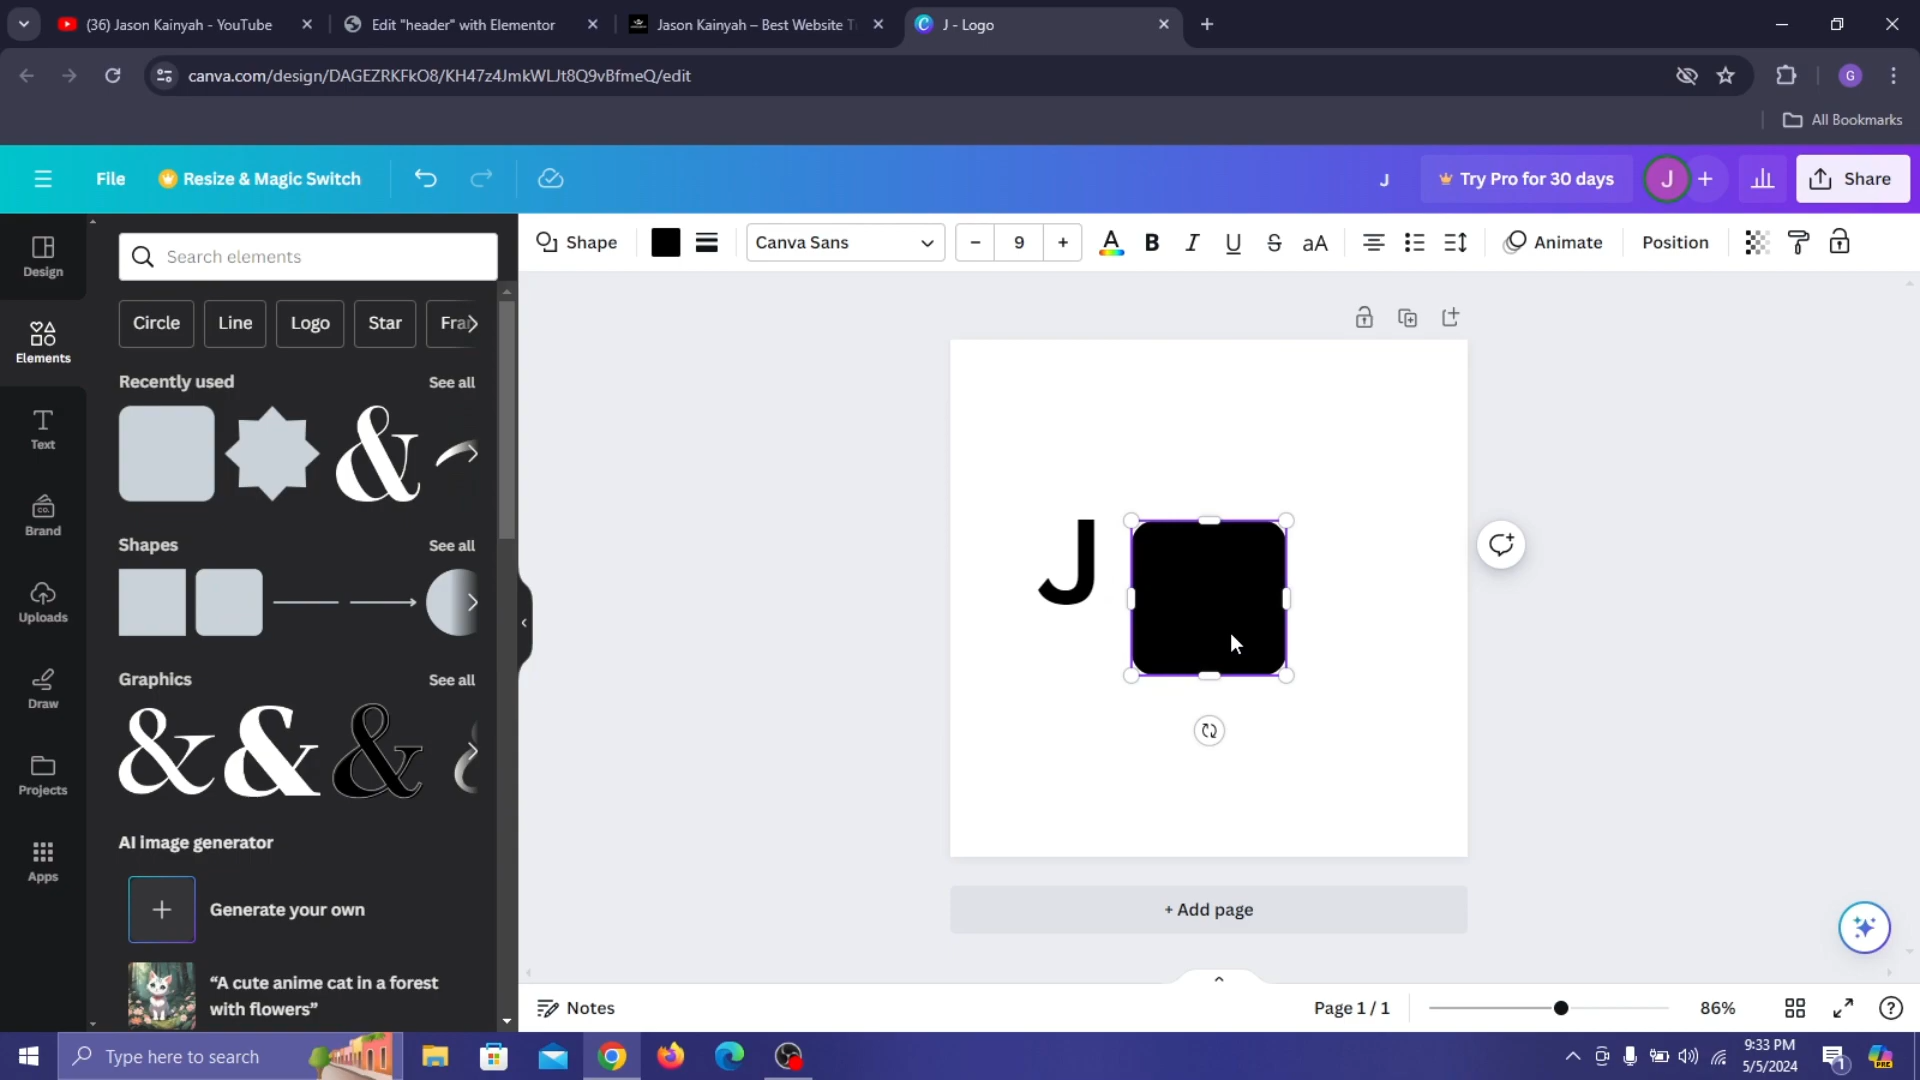 (36) Jason Kainyah - YouTube
Edit "header" with Elementor
Jason Kainyah – Best Website T
J - Logo
canva.com/design/DAGEZRKFkO8/KH47z4JmkWLJt8Q9vBfmeQ/edit
G
All Bookmarks
File
Resize & Magic Switch
J
Try Pro for 30 days
J
Share
Design
Elements
Text
Brand
Uploads
Draw
Projects
Apps
Search elements
Circle
Line
Logo
Star
Fra
Recently used
See all
&
Shapes
See all
Graphics
See all
& & &
AI image generator
Generate your own
“A cute anime cat in a forest
with flowers”
Shape
Canva Sans
9
A
B
I
U
S
aA
Animate
Position
J
+ Add page
Notes
Page 1 / 1
86%
Type here to search
9:33 PM
5/5/2024
1
PRE